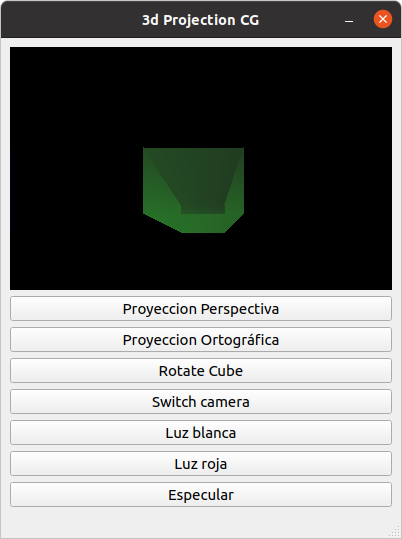 3d Projection CG
Proyeccion Perspectiva
Proyeccion Ortográfica
Rotate Cube
Switch camera
Luz blanca
Luz roja
Especular